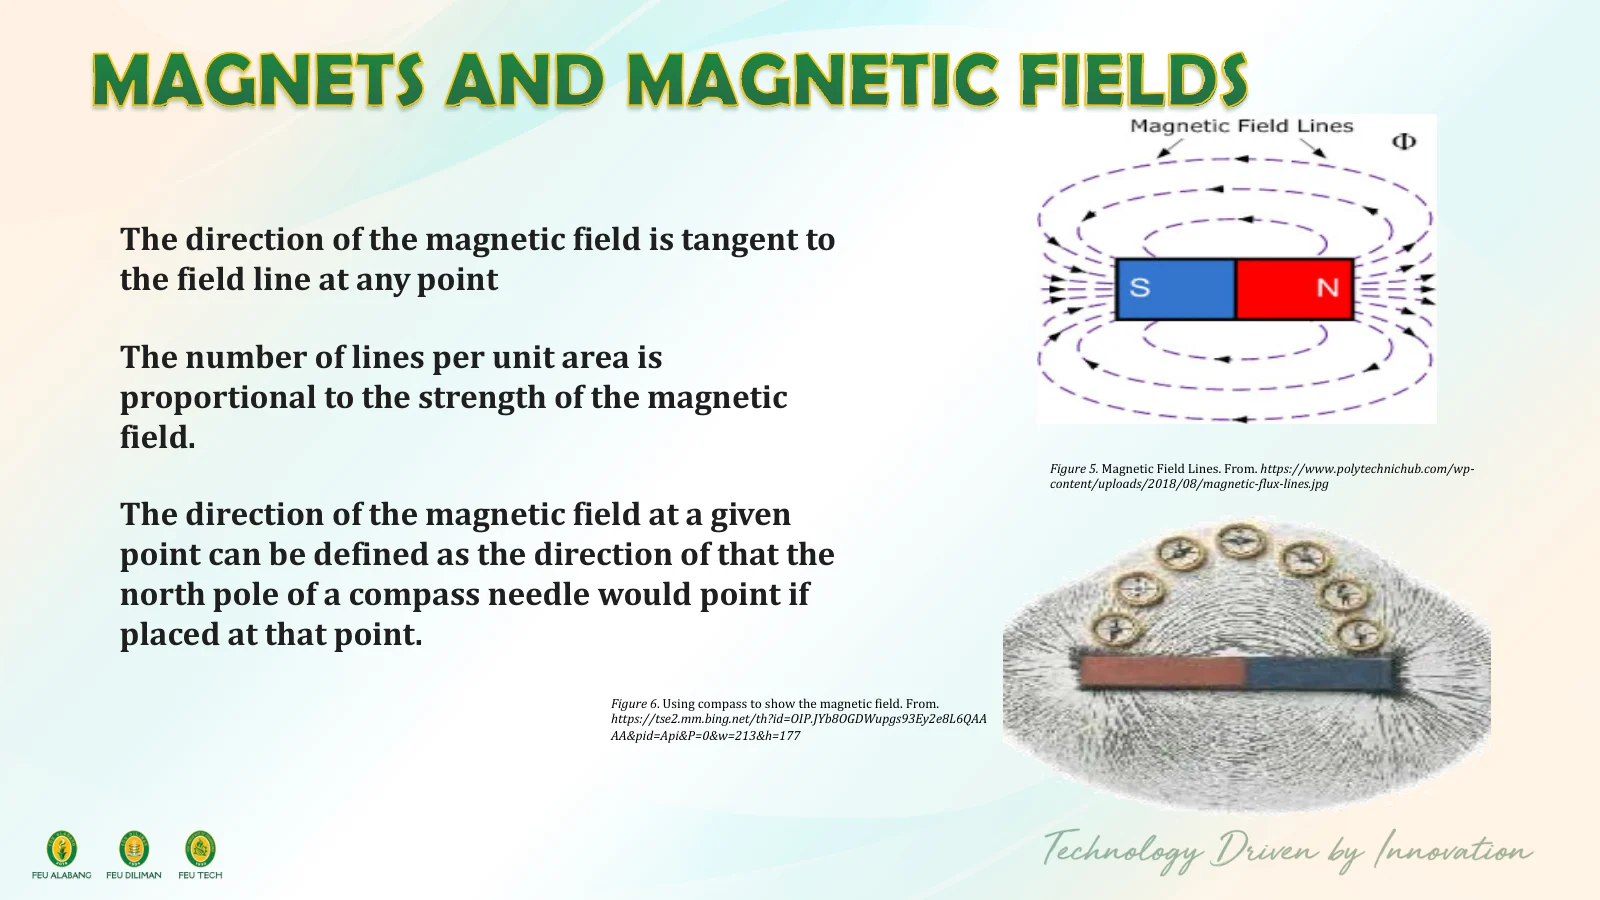 MAGNETS AND MAGNETIC FIELDS
Magnetic Field Lines
Φ
S
N
The direction of the magnetic field is tangent to
the field line at any point
The number of lines per unit area is
proportional to the strength of the magnetic
field.
The direction of the magnetic field at a given
point can be defined as the direction of that the
north pole of a compass needle would point if
placed at that point.
Figure 5. Magnetic Field Lines. From. https://www.polytechnichub.com/wp-
content/uploads/2018/08/magnetic-flux-lines.jpg
Figure 6. Using compass to show the magnetic field. From.
https://tse2.mm.bing.net/th?id=OIP.JYb8OGDWupgs93Ey2e8L6QAA
AA&pid=Api&P=0&w=213&h=177
FEU ALABANG
FEU DILIMAN
FEU TECH
Technology Driven by Innovation